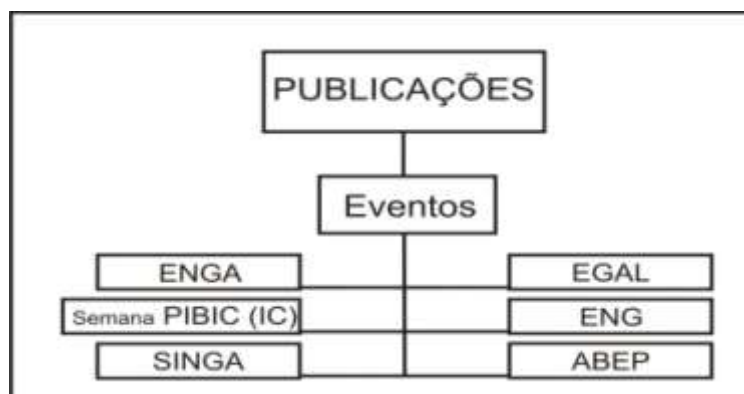 PUBLICAÇÕES
Eventos
ENGA
EGAL
Semana PIBIC (IC)
ENG
SINGA
ABEP